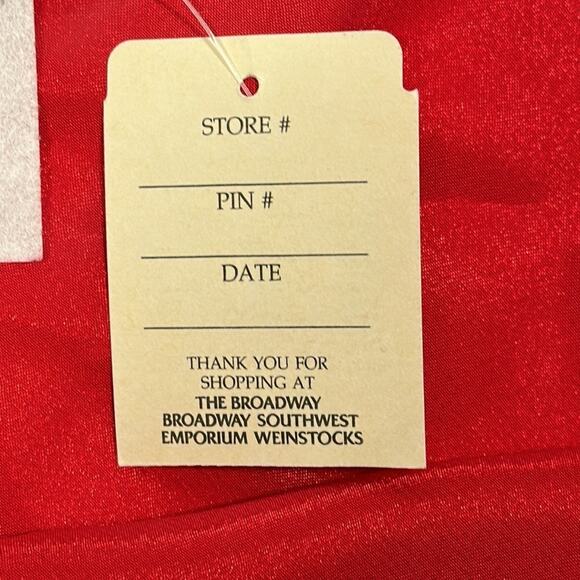 STORE #
PIN #
DATE
THANK YOU FOR
SHOPPING AT
THE BROADWAY
BROADWAY SOUTHWEST
EMPORIUM WEINSTOCKS